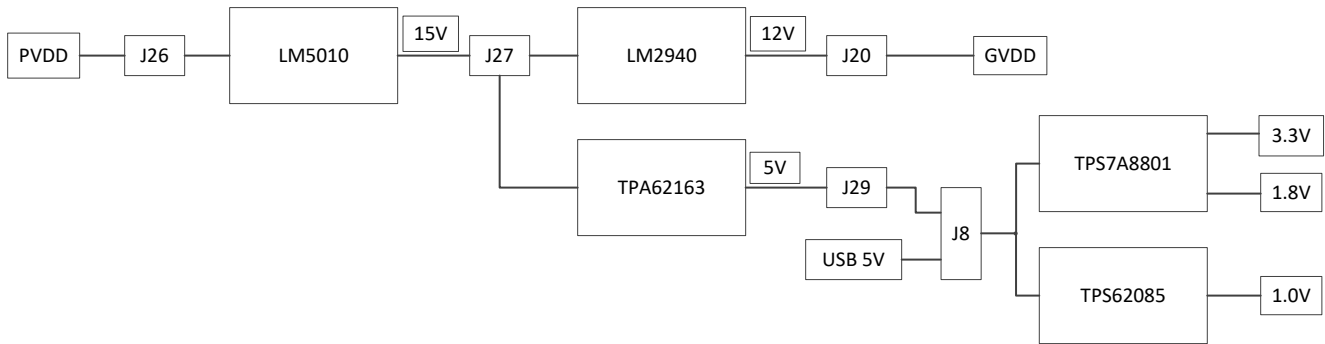 PVDD
J26
LM5010
15V
J27
LM2940
12V
J20
GVDD
TPA62163
5V
J29
USB 5V
J8
TPS7A8801
3.3V
1.8V
TPS62085
1.0V